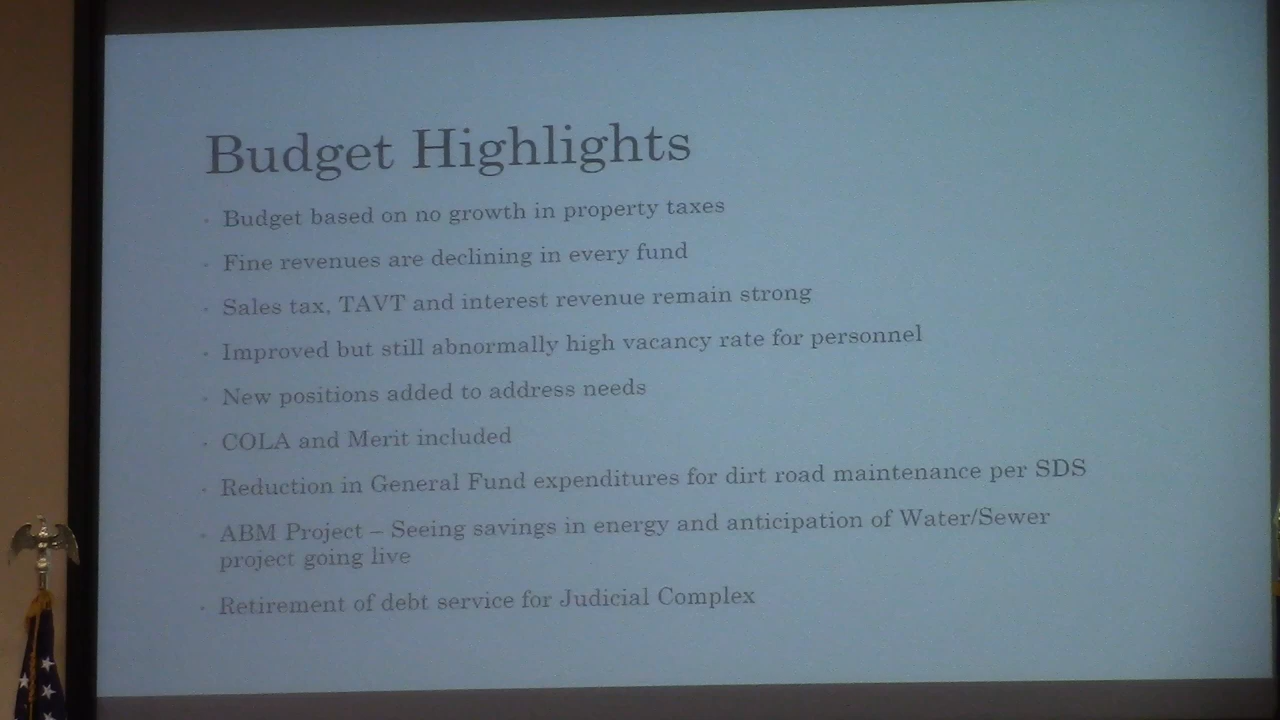 Budget Highlights
· Budget based on no growth in property taxes
· Fine revenues are declining in every fund
· Sales tax, TAVT and interest revenue remain strong
· Improved but still abnormally high vacancy rate for personnel
· New positions added to address needs
· COLA and Merit included
· Reduction in General Fund expenditures for dirt road maintenance per SDS
· ABM Project – Seeing savings in energy and anticipation of Water/Sewer
project going live
· Retirement of debt service for Judicial Complex